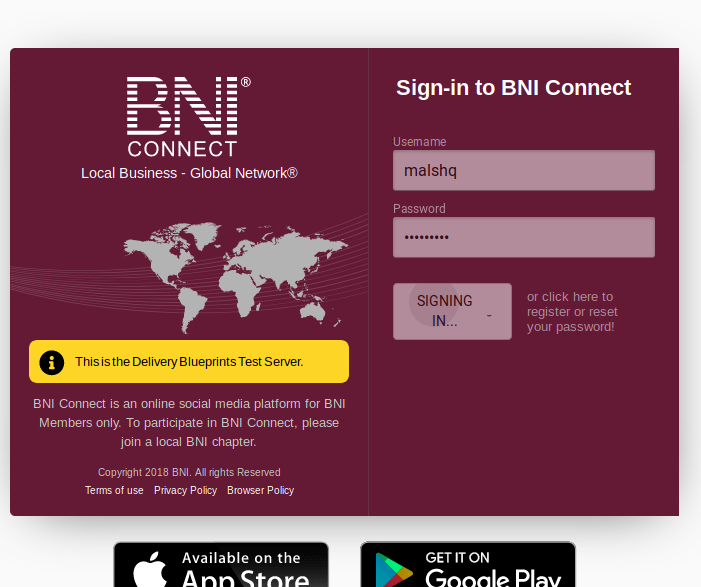 BNI®
CONNECT
Local Business - Global Network®
This is the Delivery Blueprints Test Server.
BNI Connect is an online social media platform for BNI
Members only. To participate in BNI Connect, please
join a local BNI chapter.
Copyright 2018 BNI. All rights Reserved
Terms of use Privacy Policy Browser Policy
Sign-in to BNI Connect
Username
malshq
Password
•••••••••
SIGNING
IN...
or click here to
register or reset
your password!
Available on the
App Store
GET IT ON
Google Play